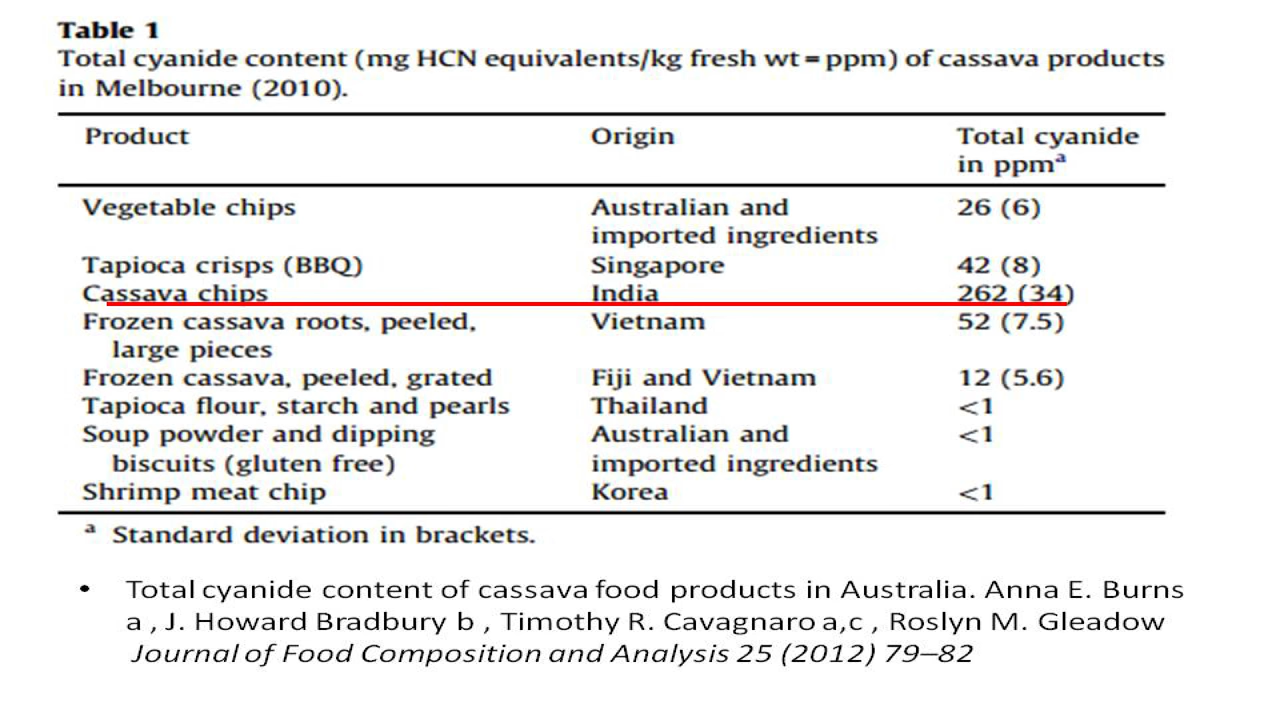 Table 1
Total cyanide content (mg HCN equivalents/kg fresh wt = ppm) of cassava products
in Melbourne (2010).
Product Origin Total cyanide
in ppmᵃ
Vegetable chips Australian and 26 (6)
imported ingredients
Tapioca crisps (BBQ) Singapore 42 (8)
Cassava chips India 262 (34)
Frozen cassava roots, peeled, Vietnam 52 (7.5)
large pieces
Frozen cassava, peeled, grated Fiji and Vietnam 12 (5.6)
Tapioca flour, starch and pearls Thailand <1
Soup powder and dipping Australian and <1
biscuits (gluten free) imported ingredients
Shrimp meat chip Korea <1
ᵃ Standard deviation in brackets.
• Total cyanide content of cassava food products in Australia. Anna E. Burns
a , J. Howard Bradbury b , Timothy R. Cavagnaro a,c , Roslyn M. Gleadow
Journal of Food Composition and Analysis 25 (2012) 79–82